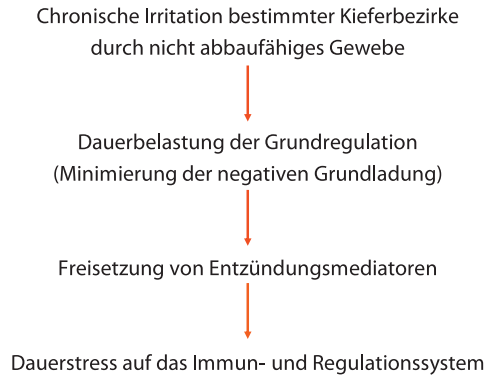 Chronische Irritation bestimmter Kieferbezirke
durch nicht abbaufähiges Gewebe
Dauerbelastung der Grundregulation
(Minimierung der negativen Grundladung)
Freisetzung von Entzündungsmediatoren
Dauerstress auf das Immun- und Regulationssystem